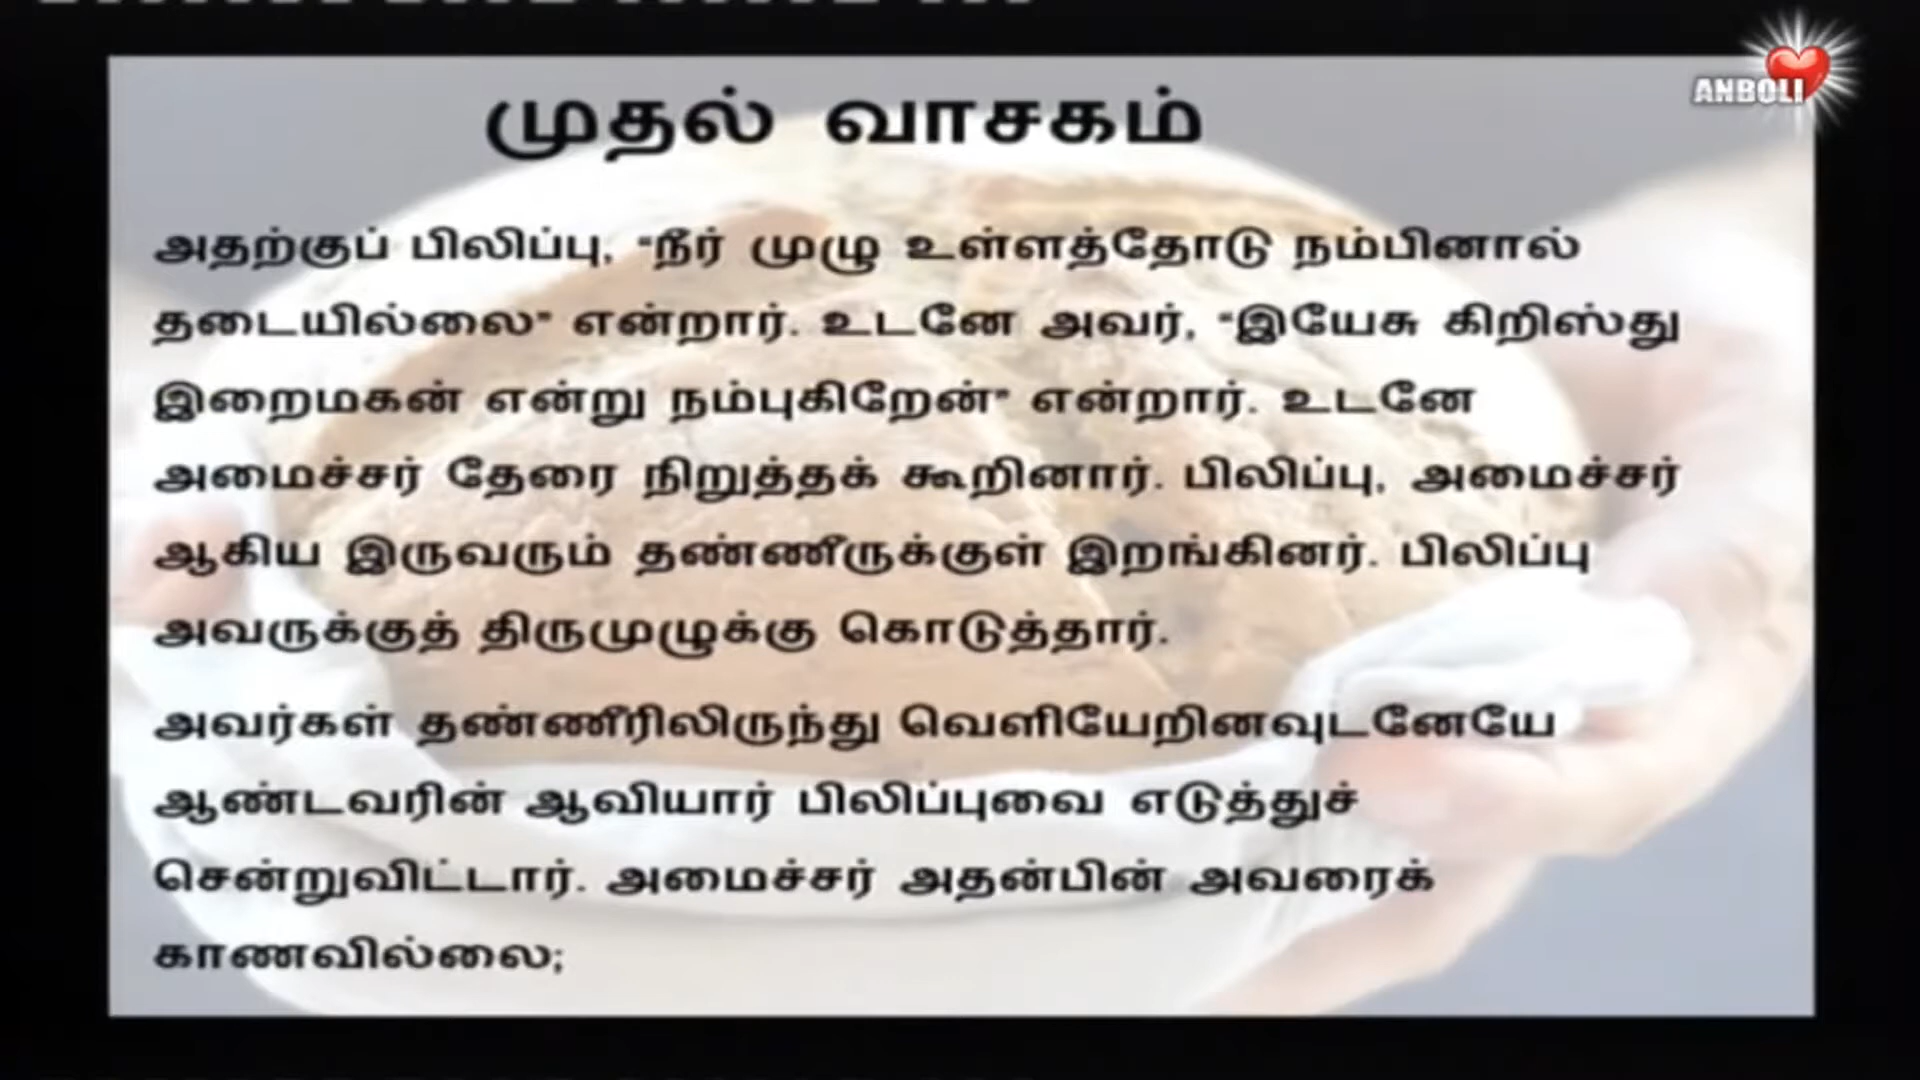 ANBOLI
முதல் வாசகம்
அதற்குப் பிலிப்பு, "நீர் முழு உள்ளத்தோடு நம்பினால்
தடையில்லை" என்றார். உடனே அவர், "இயேசு கிறிஸ்து
இறைமகன் என்று நம்புகிறேன்" என்றார். உடனே
அமைச்சர் தேரை நிறுத்தக் கூறினார். பிலிப்பு, அமைச்சர்
ஆகிய இருவரும் தண்ணீருக்குள் இறங்கினர். பிலிப்பு
அவருக்குத் திருமுழுக்கு கொடுத்தார்.
அவர்கள் தண்ணீரிலிருந்து வெளியேறினவுடனேயே
ஆண்டவரின் ஆவியார் பிலிப்புவை எடுத்துச்
சென்றுவிட்டார். அமைச்சர் அதன்பின் அவரைக்
காணவில்லை;